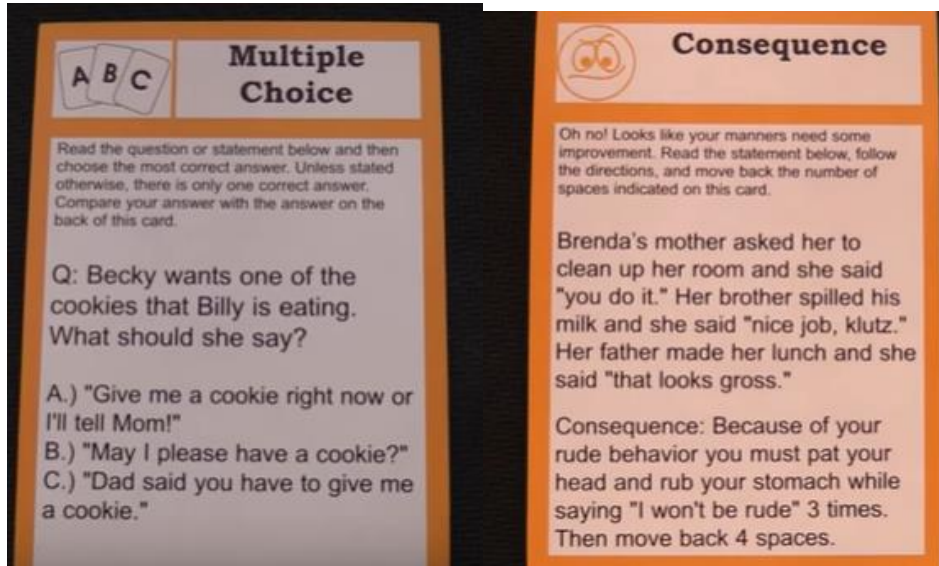 A B C
Multiple
Choice
Read the question or statement below and then
choose the most correct answer. Unless stated
otherwise, there is only one correct answer.
Compare your answer with the answer on the
back of this card.
Q: Becky wants one of the
cookies that Billy is eating.
What should she say?
A.) "Give me a cookie right now or
I'll tell Mom!"
B.) "May I please have a cookie?"
C.) "Dad said you have to give me
a cookie."
Consequence
Oh no! Looks like your manners need some
improvement. Read the statement below, follow
the directions, and move back the number of
spaces indicated on this card.
Brenda's mother asked her to
clean up her room and she said
"you do it." Her brother spilled his
milk and she said "nice job, klutz."
Her father made her lunch and she
said "that looks gross."
Consequence: Because of your
rude behavior you must pat your
head and rub your stomach while
saying "I won't be rude" 3 times.
Then move back 4 spaces.